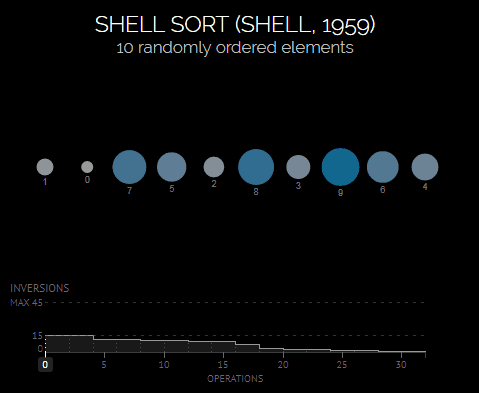 SHELL SORT (SHELL, 1959)
10 randomly ordered elements
1 0 7 5 2 8 3 9 6 4
INVERSIONS
MAX 45
15
0
0 5 10 15 20 25 30
OPERATIONS